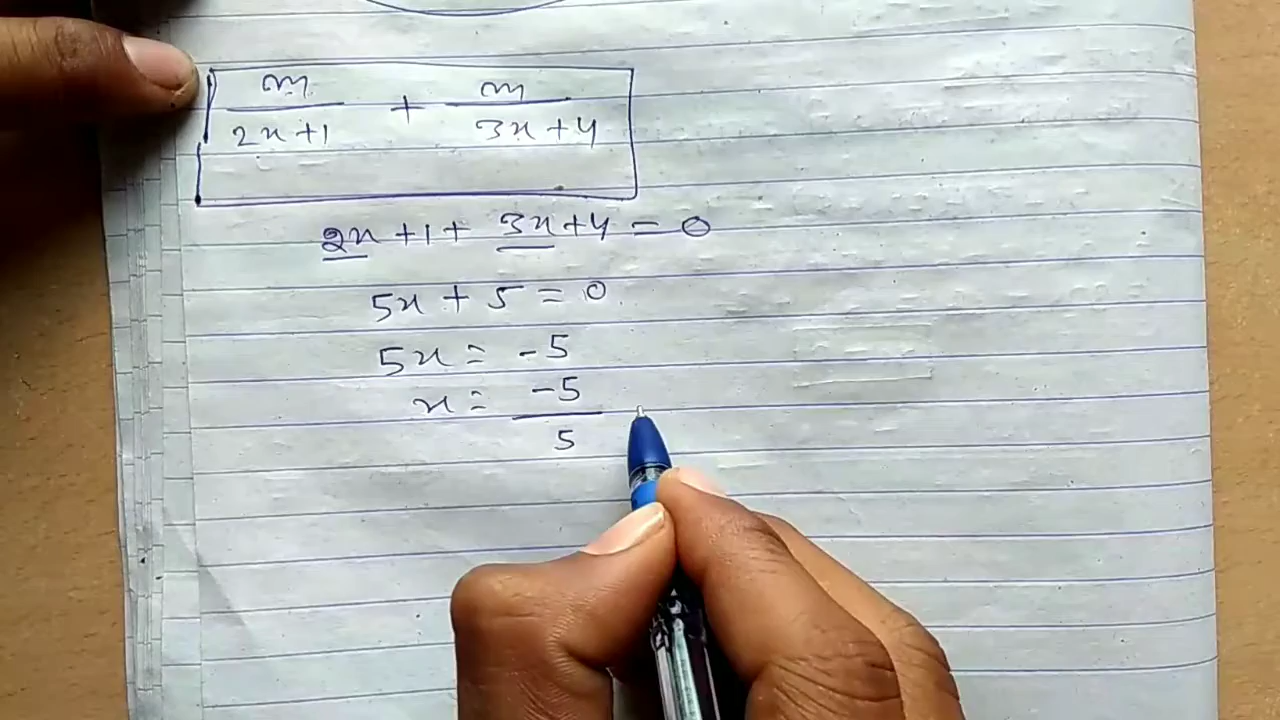 m/2x+1 + m/3x+4
2x+1+3x+4=0
5x+5=0
5x=-5
x=-5/5